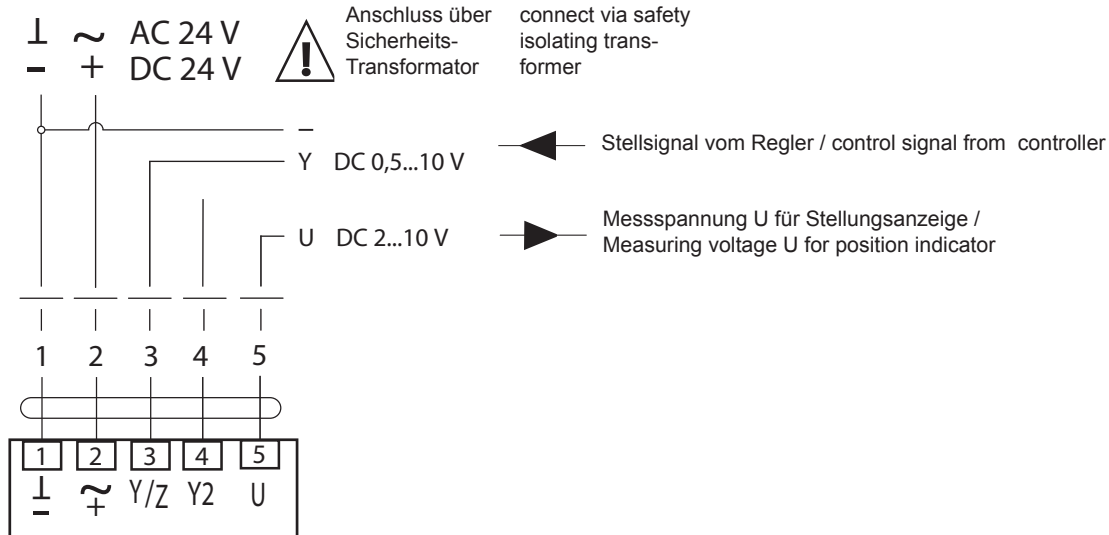 ⊥ ~ AC 24 V
– + DC 24 V
Anschluss über
Sicherheits-
Transformator
connect via safety
isolating trans-
former
!
–
Y DC 0,5...10 V
Stellsignal vom Regler / control signal from controller
U DC 2...10 V
Messspannung U für Stellungsanzeige /
Measuring voltage U for position indicator
1 2 3 4 5
1 2 3 4 5
⊥ ~ Y/Z Y2 U
– +